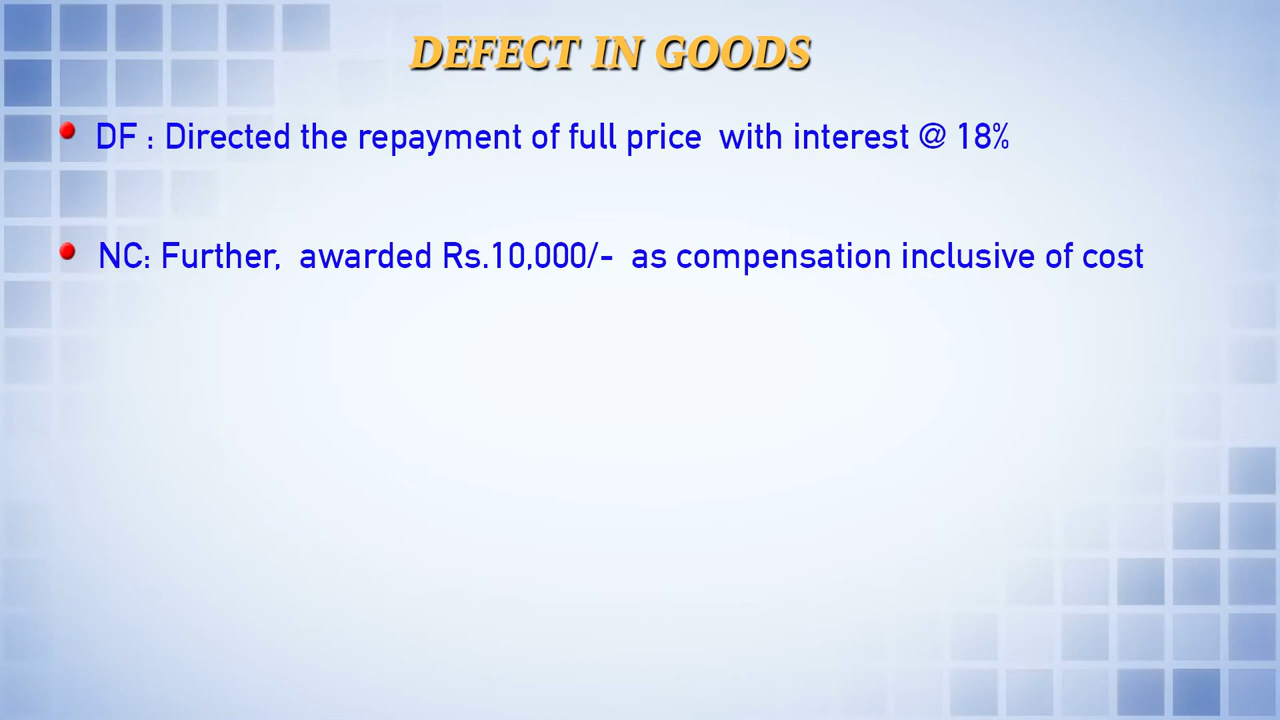 DEFECT IN GOODS
DF : Directed the repayment of full price with interest @ 18%
NC: Further, awarded Rs.10,000/- as compensation inclusive of cost